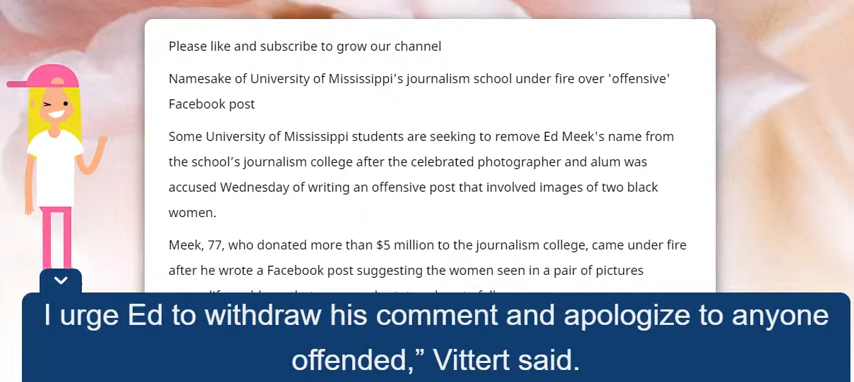 Please like and subscribe to grow our channel
Namesake of University of Mississippi's journalism school under fire over 'offensive'
Facebook post
Some University of Mississippi students are seeking to remove Ed Meek's name from
the school's journalism college after the celebrated photographer and alum was
accused Wednesday of writing an offensive post that involved images of two black
women.
Meek, 77, who donated more than $5 million to the journalism college, came under fire
after he wrote a Facebook post suggesting the women seen in a pair of pictures
I urge Ed to withdraw his comment and apologize to anyone
offended,” Vittert said.